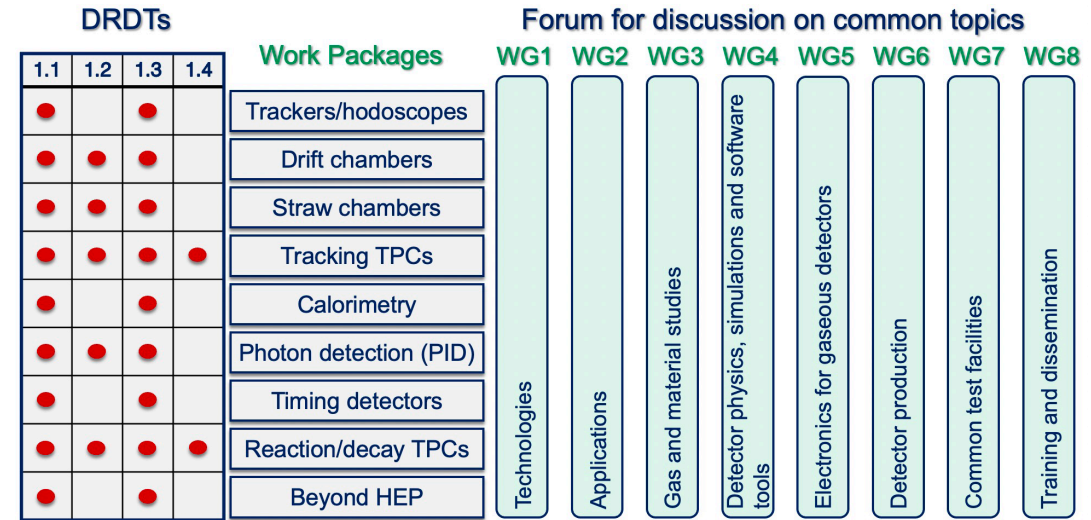 DRDTs
Forum for discussion on common topics
Work Packages
WG1 WG2 WG3 WG4 WG5 WG6 WG7 WG8
1.1 1.2 1.3 1.4
Trackers/hodoscopes
Drift chambers
Straw chambers
Tracking TPCs
Calorimetry
Photon detection (PID)
Timing detectors
Reaction/decay TPCs
Beyond HEP
Technologies
Applications
Gas and material studies
Detector physics, simulations and software
tools
Electronics for gaseous detectors
Detector production
Common test facilities
Training and dissemination